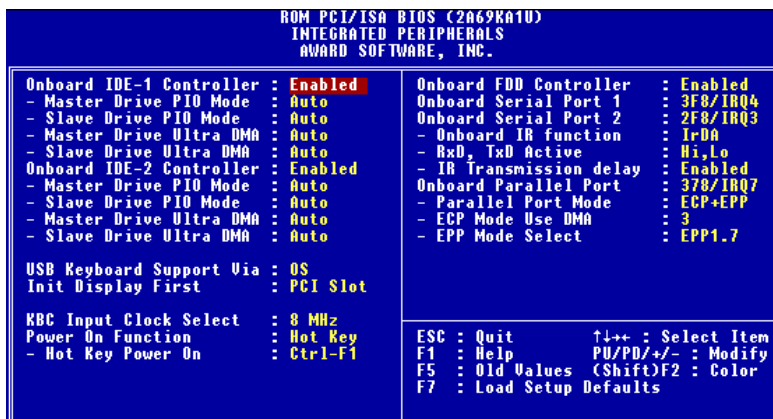 ROM PCI/ISA BIOS (2A69KA1U)
INTEGRATED PERIPHERALS
AWARD SOFTWARE, INC.
Onboard IDE-1 Controller : Enabled
- Master Drive PIO Mode : Auto
- Slave Drive PIO Mode : Auto
- Master Drive Ultra DMA : Auto
- Slave Drive Ultra DMA : Auto
Onboard IDE-2 Controller : Enabled
- Master Drive PIO Mode : Auto
- Slave Drive PIO Mode : Auto
- Master Drive Ultra DMA : Auto
- Slave Drive Ultra DMA : Auto
USB Keyboard Support Via : OS
Init Display First : PCI Slot
KBC Input Clock Select : 8 MHz
Power On Function : Hot Key
- Hot Key Power On : Ctrl-F1
Onboard FDD Controller : Enabled
Onboard Serial Port 1 : 3F8/IRQ4
Onboard Serial Port 2 : 2F8/IRQ3
- Onboard IR function : IrDA
- RxD, TxD Active : Hi,Lo
- IR Transmission delay : Enabled
Onboard Parallel Port : 378/IRQ7
- Parallel Port Mode : ECP+EPP
- ECP Mode Use DMA : 3
- EPP Mode Select : EPP1.7
ESC : Quit ↑↓→← : Select Item
F1 : Help PU/PD/+/- : Modify
F5 : Old Values (Shift)F2 : Color
F7 : Load Setup Defaults